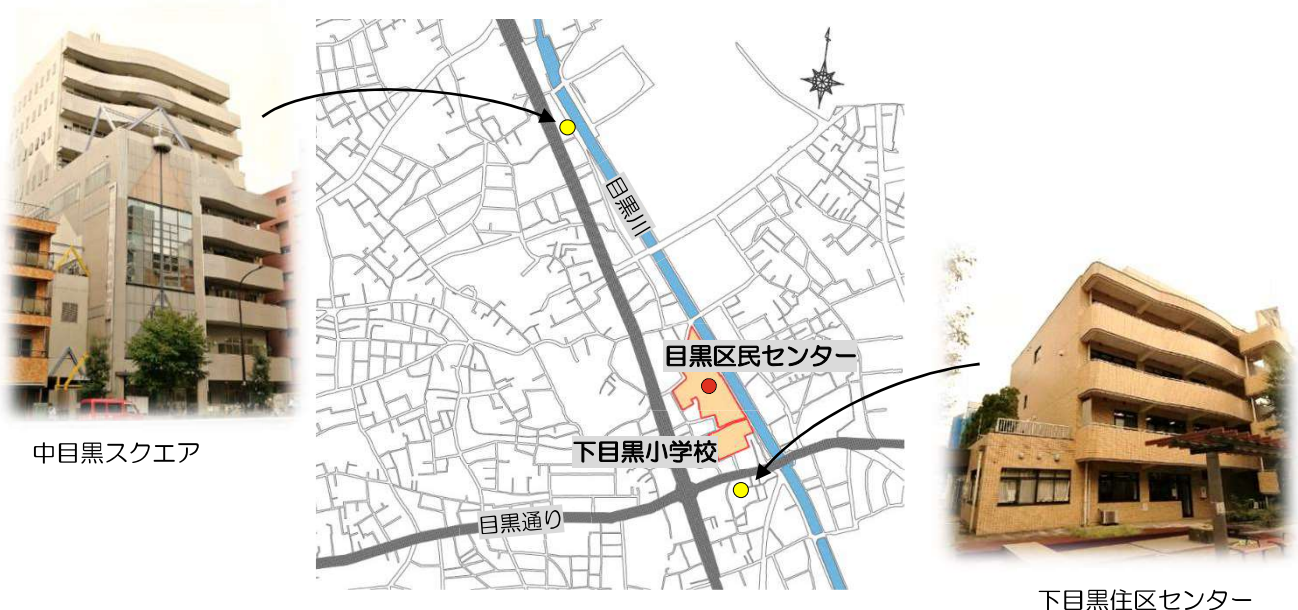 中目黒スクエア
目黒川
目黒区民センター
下目黒小学校
目黒通り
下目黒住区センター